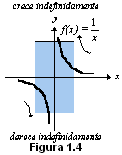 crece indefinidamente
y
f(x) = 1/x
x
decrece indefinidamente
Figura 1.4